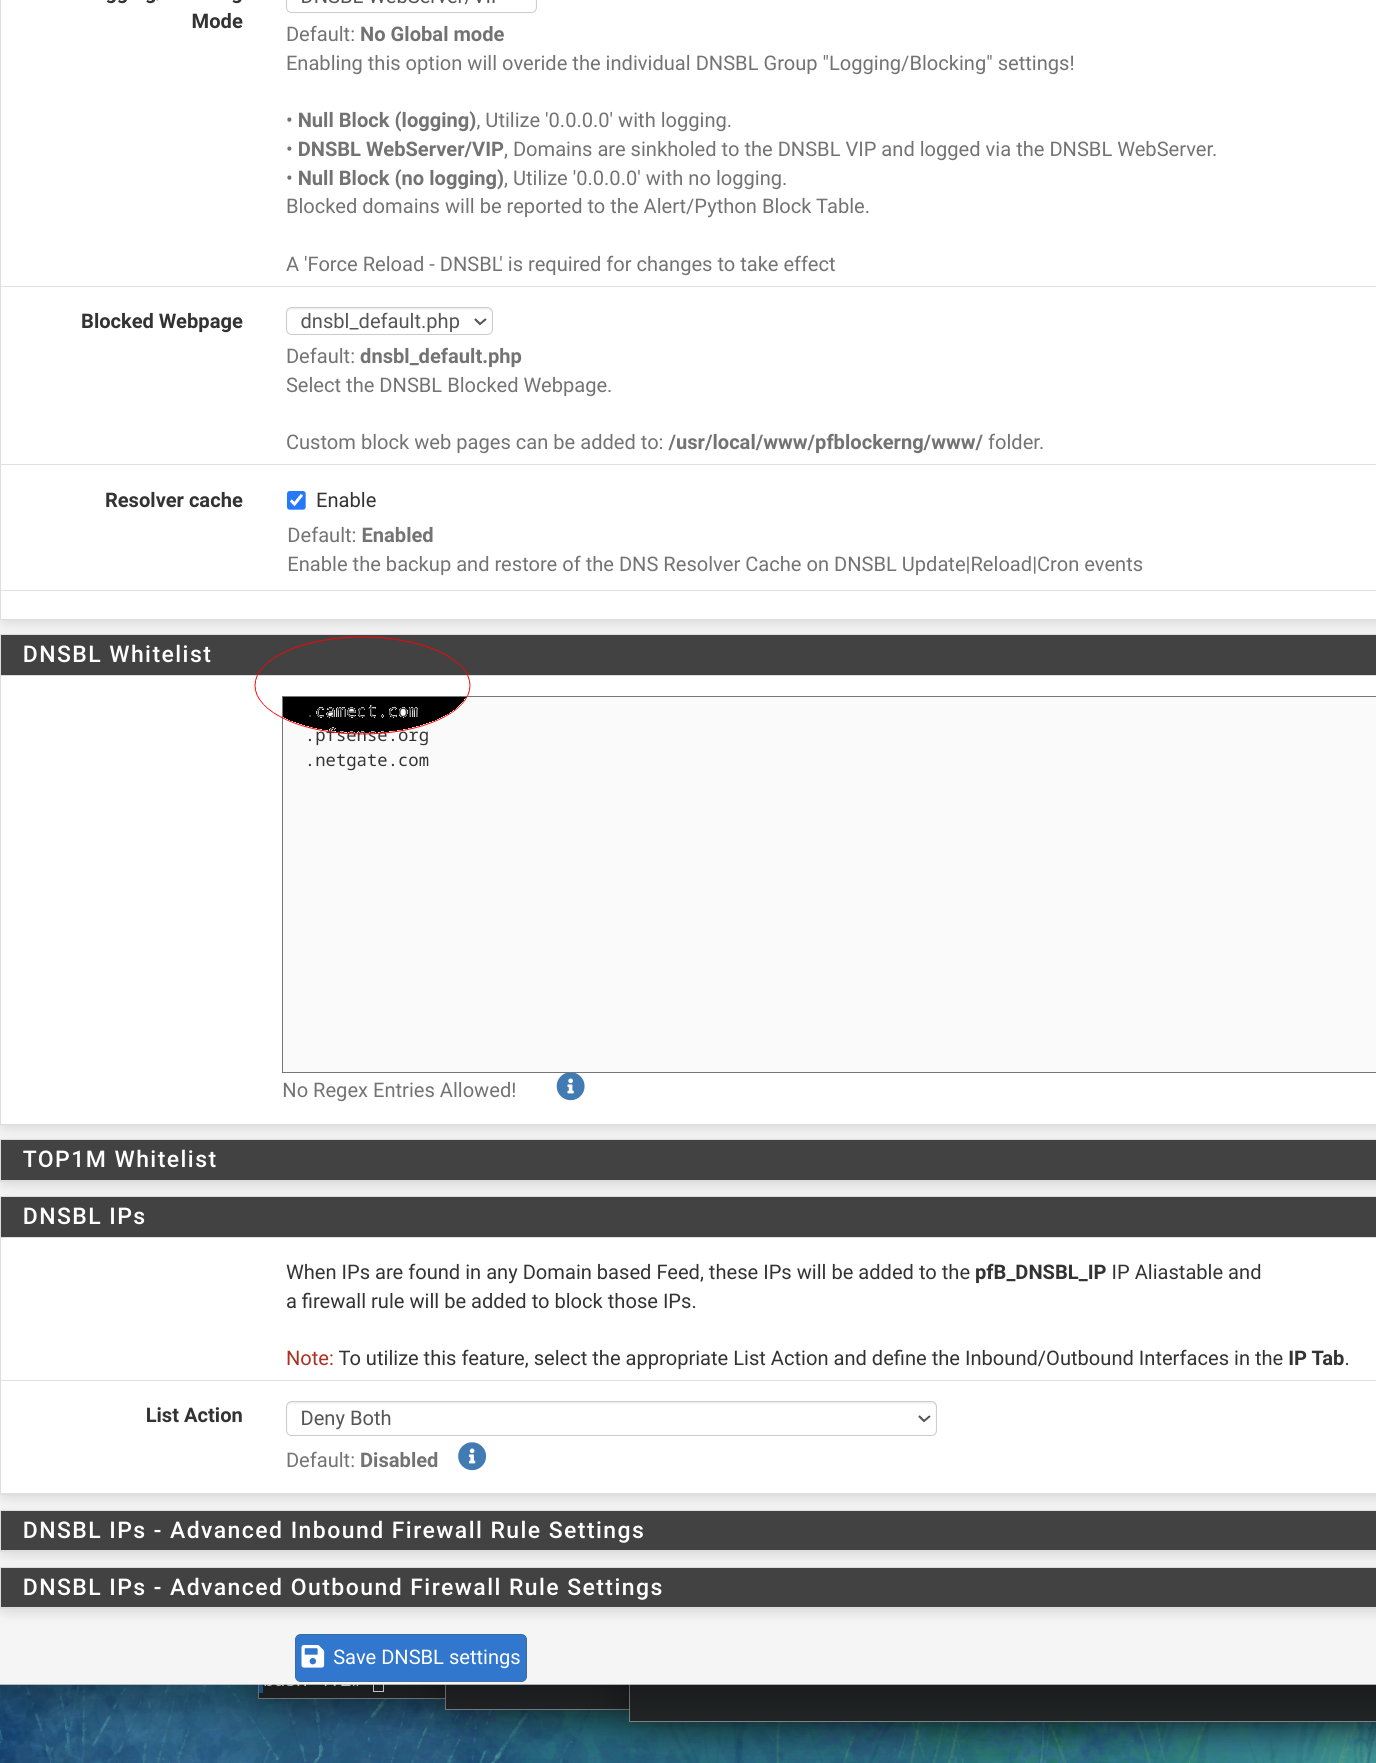 Mode
Default: No Global mode
Enabling this option will overide the individual DNSBL Group "Logging/Blocking" settings!
• Null Block (logging), Utilize '0.0.0.0' with logging.
• DNSBL WebServer/VIP, Domains are sinkholed to the DNSBL VIP and logged via the DNSBL WebServer.
• Null Block (no logging), Utilize '0.0.0.0' with no logging.
Blocked domains will be reported to the Alert/Python Block Table.
A 'Force Reload - DNSBL' is required for changes to take effect
Blocked Webpage
dnsbl_default.php
Default: dnsbl_default.php
Select the DNSBL Blocked Webpage.
Custom block web pages can be added to: /usr/local/www/pfblockerng/www/ folder.
Resolver cache
Enable
Default: Enabled
Enable the backup and restore of the DNS Resolver Cache on DNSBL Update|Reload|Cron events
DNSBL Whitelist
.camect.com
.pfsense.org
.netgate.com
No Regex Entries Allowed!
TOP1M Whitelist
DNSBL IPs
When IPs are found in any Domain based Feed, these IPs will be added to the pfB_DNSBL_IP IP Aliastable and
a firewall rule will be added to block those IPs.
Note: To utilize this feature, select the appropriate List Action and define the Inbound/Outbound Interfaces in the IP Tab.
List Action
Deny Both
Default: Disabled
DNSBL IPs - Advanced Inbound Firewall Rule Settings
DNSBL IPs - Advanced Outbound Firewall Rule Settings
Save DNSBL settings